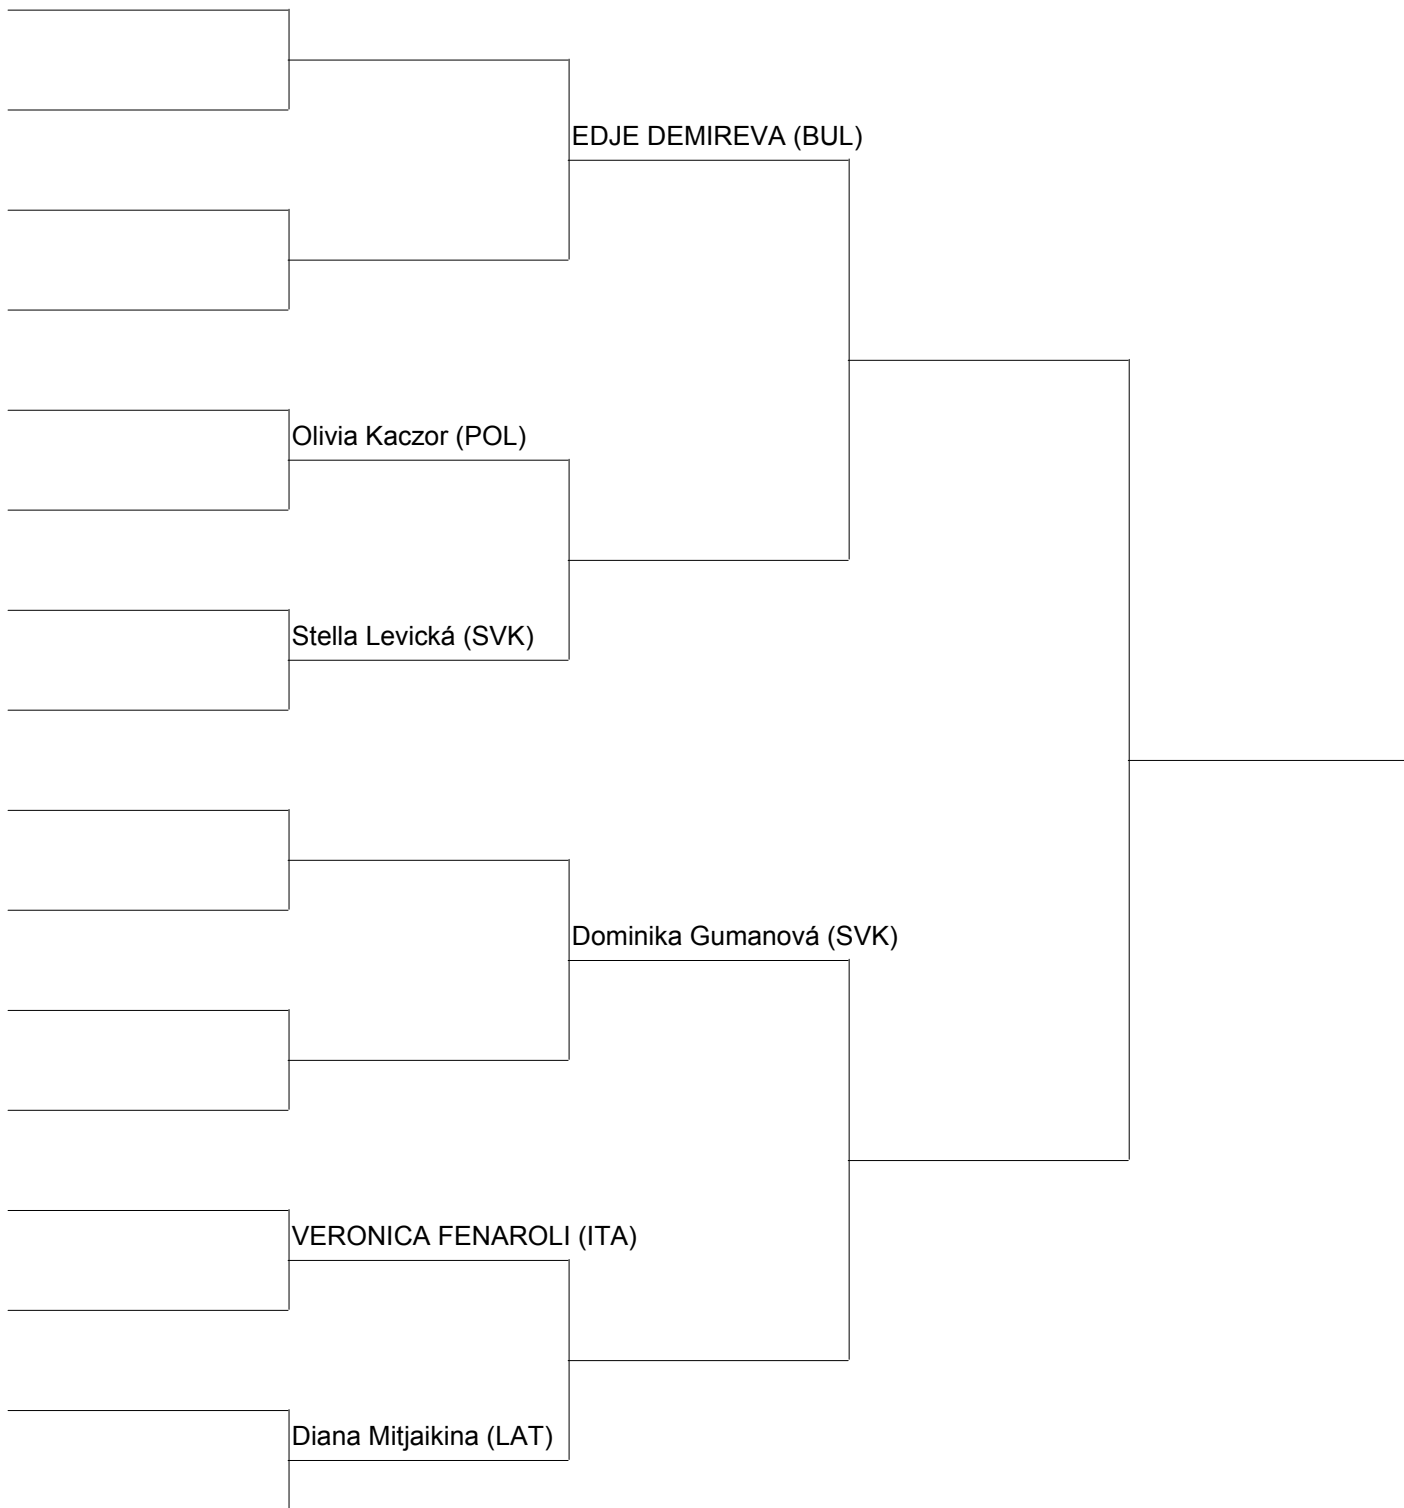 EDJE DEMIREVA (BUL)
Olivia Kaczor (POL)
Stella Levická (SVK)
Dominika Gumanová (SVK)
VERONICA FENAROLI (ITA)
Diana Mitjaikina (LAT)